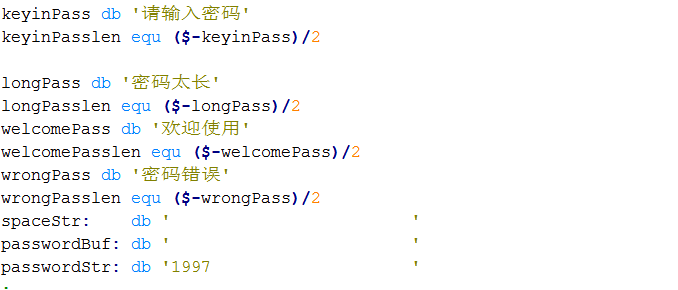 keyinPass db '请输入密码'
keyinPasslen equ ($-keyinPass)/2

longPass db '密码太长'
longPasslen equ ($-longPass)/2
welcomePass db '欢迎使用'
welcomePasslen equ ($-welcomePass)/2
wrongPass db '密码错误'
wrongPasslen equ ($-wrongPass)/2
spaceStr:    db '                        '
passwordBuf: db '                        '
passwordStr: db '1997                    '